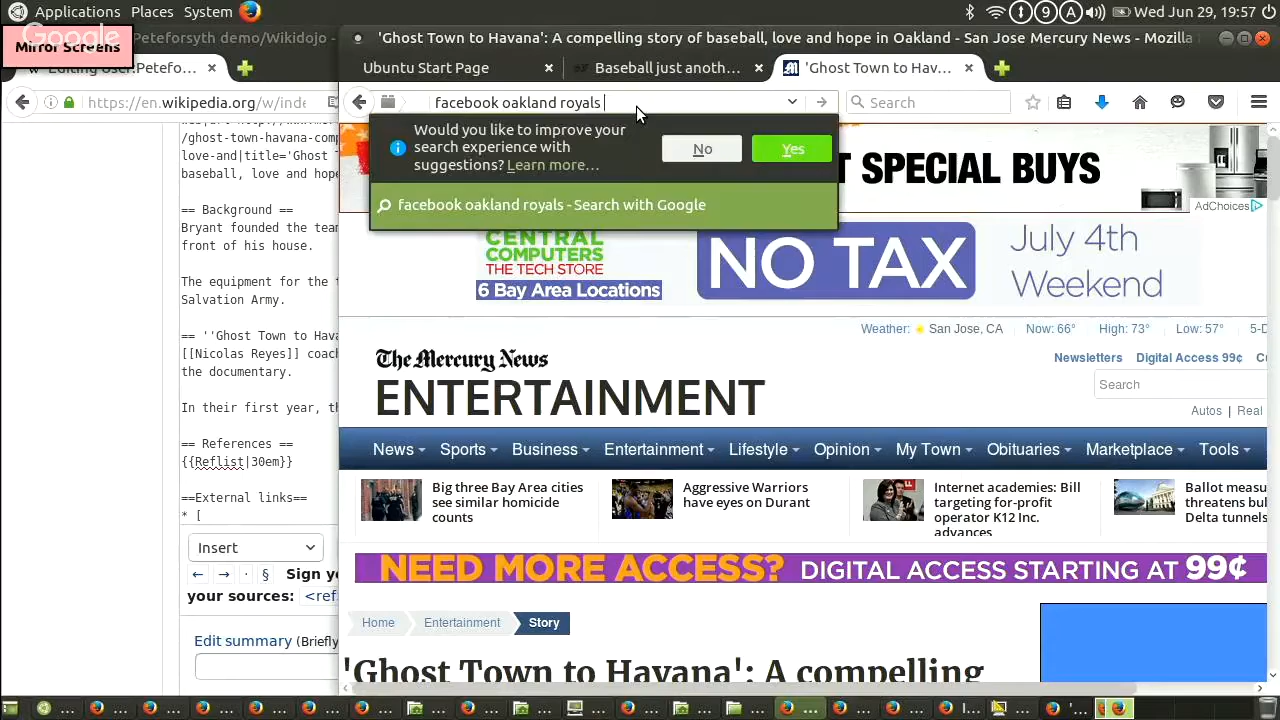 Applications Places System
Wed Jun 29, 19:57
Google
Mirror Screens
Peteforsyth demo/Wikidojo -
'Ghost Town to Havana': A compelling story of baseball, love and hope in Oakland - San Jose Mercury News - Mozilla
Editing User:Petefo...
Ubuntu Start Page
Baseball just anoth...
'Ghost Town to Hav...
https://en.wikipedia.org/w/inde
facebook oakland royals
Search
Would you like to improve your
search experience with
suggestions? Learn more...
No
Yes
facebook oakland royals - Search with Google
/ghost-town-havana-com
love-and|title='Ghost
baseball, love and hope
== Background ==
Bryant founded the team
front of his house.
The equipment for the t
Salvation Army.
== ''Ghost Town to Hava
[[Nicolas Reyes]] coach
the documentary.
In their first year, th
== References ==
{{Reflist|30em}}
==External links==
* [
Insert
← → · § Sign yo
your sources: <ref
Edit summary (Briefly
T SPECIAL BUYS
AdChoices
CENTRAL
COMPUTERS
THE TECH STORE
6 Bay Area Locations
NO TAX
July 4th
Weekend
Weather: San Jose, CA Now: 66° High: 73° Low: 57° 5-D
Newsletters Digital Access 99¢
The Mercury News
ENTERTAINMENT
Search
Autos | Real
News Sports Business Entertainment Lifestyle Opinion My Town Obituaries Marketplace Tools
Big three Bay Area cities
see similar homicide
counts
Aggressive Warriors
have eyes on Durant
Internet academies: Bill
targeting for-profit
operator K12 Inc.
advances
Ballot measu
threatens bul
Delta tunnels
NEED MORE ACCESS? DIGITAL ACCESS STARTING AT 99¢
Home Entertainment Story
'Ghost Town to Havana': A compelling